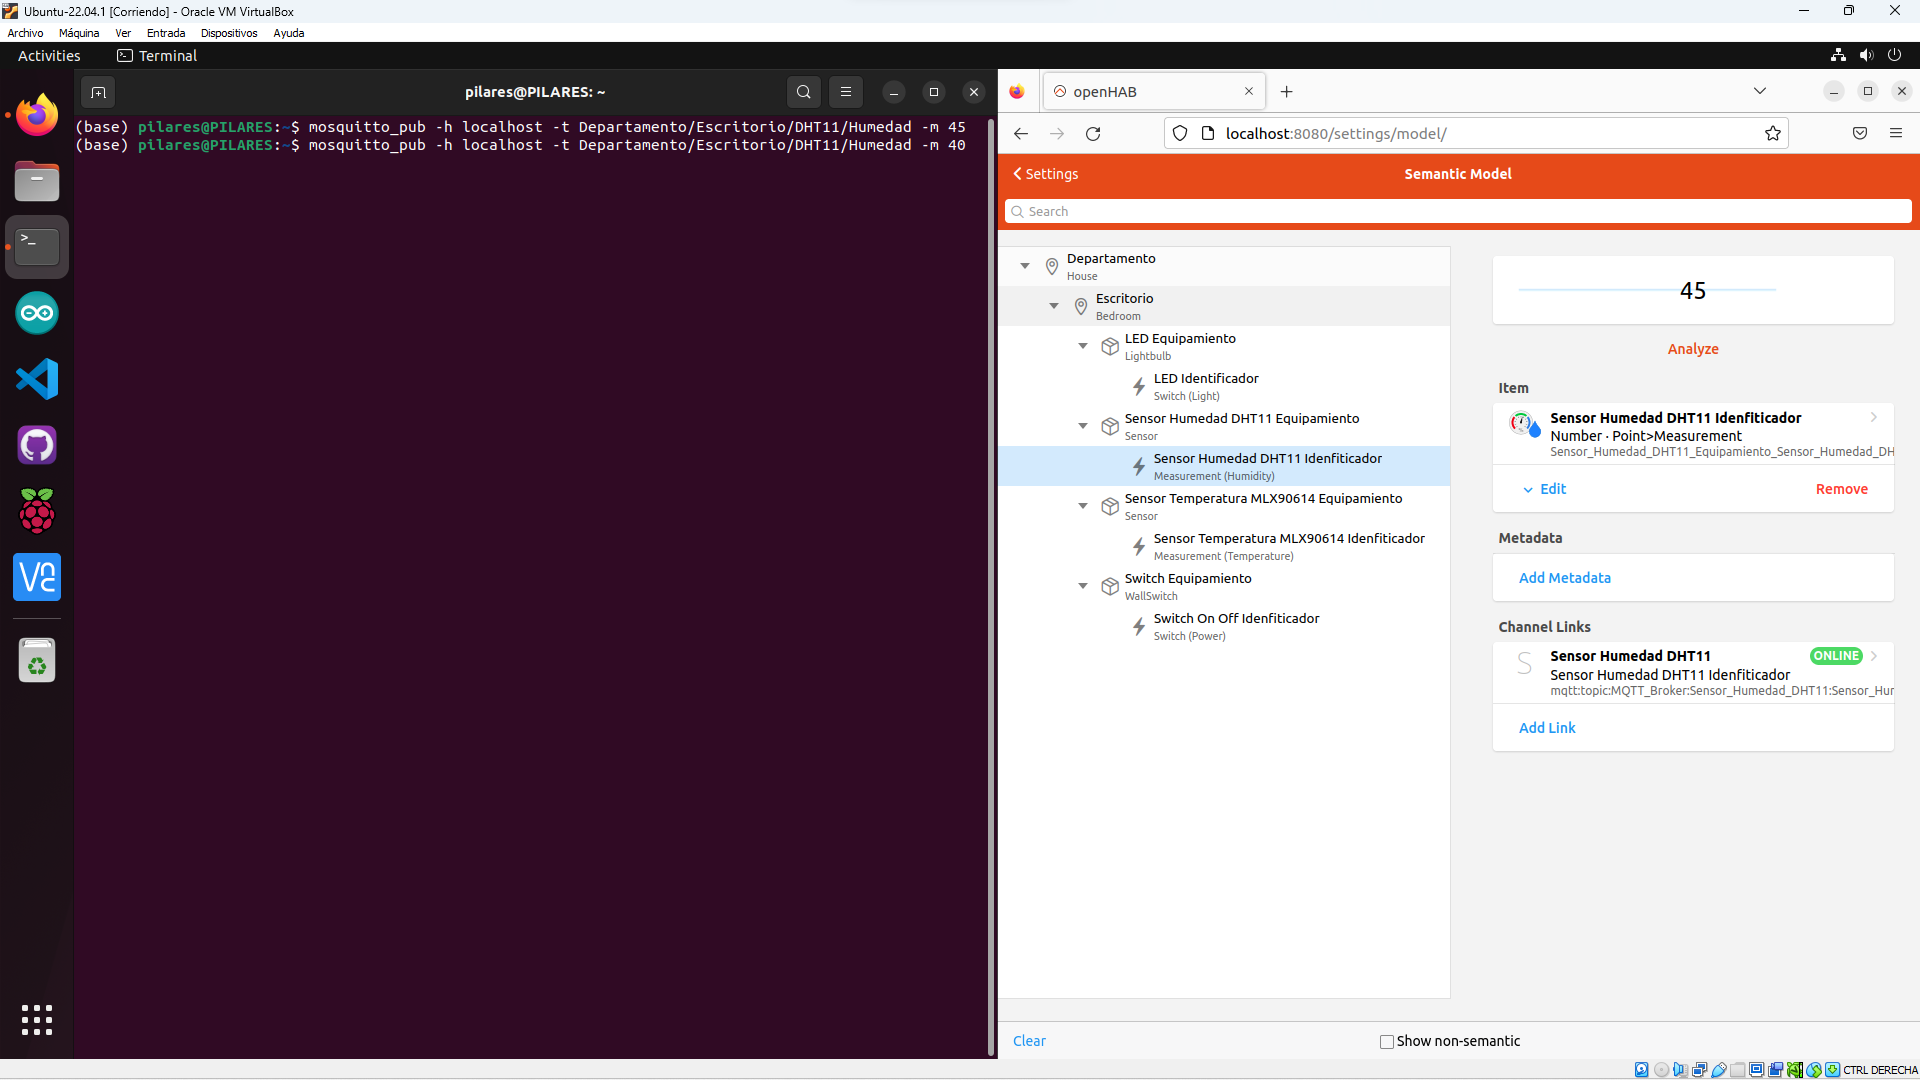 Ubuntu-22.04.1 [Corriendo] - Oracle VM VirtualBox
Archivo Máquina Ver Entrada Dispositivos Ayuda
Activities Terminal
pilares@PILARES: ~
(base) pilares@PILARES:~$ mosquitto_pub -h localhost -t Departamento/Escritorio/DHT11/Humedad -m 45
(base) pilares@PILARES:~$ mosquitto_pub -h localhost -t Departamento/Escritorio/DHT11/Humedad -m 40
openHAB
localhost:8080/settings/model/
Settings
Semantic Model
Search
Departamento
House
Escritorio
Bedroom
LED Equipamiento
Lightbulb
LED Identificador
Switch (Light)
Sensor Humedad DHT11 Equipamiento
Sensor
Sensor Humedad DHT11 Idenfiticador
Measurement (Humidity)
Sensor Temperatura MLX90614 Equipamiento
Sensor
Sensor Temperatura MLX90614 Idenfiticador
Measurement (Temperature)
Switch Equipamiento
WallSwitch
Switch On Off Idenfiticador
Switch (Power)
45
Analyze
Item
Sensor Humedad DHT11 Idenfiticador
Number · Point>Measurement
Sensor_Humedad_DHT11_Equipamiento_Sensor_Humedad_DH
Edit
Remove
Metadata
Add Metadata
Channel Links
S
Sensor Humedad DHT11
ONLINE
Sensor Humedad DHT11 Idenfiticador
mqtt:topic:MQTT_Broker:Sensor_Humedad_DHT11:Sensor_Hur
Add Link
Clear
Show non-semantic
CTRL DERECHA